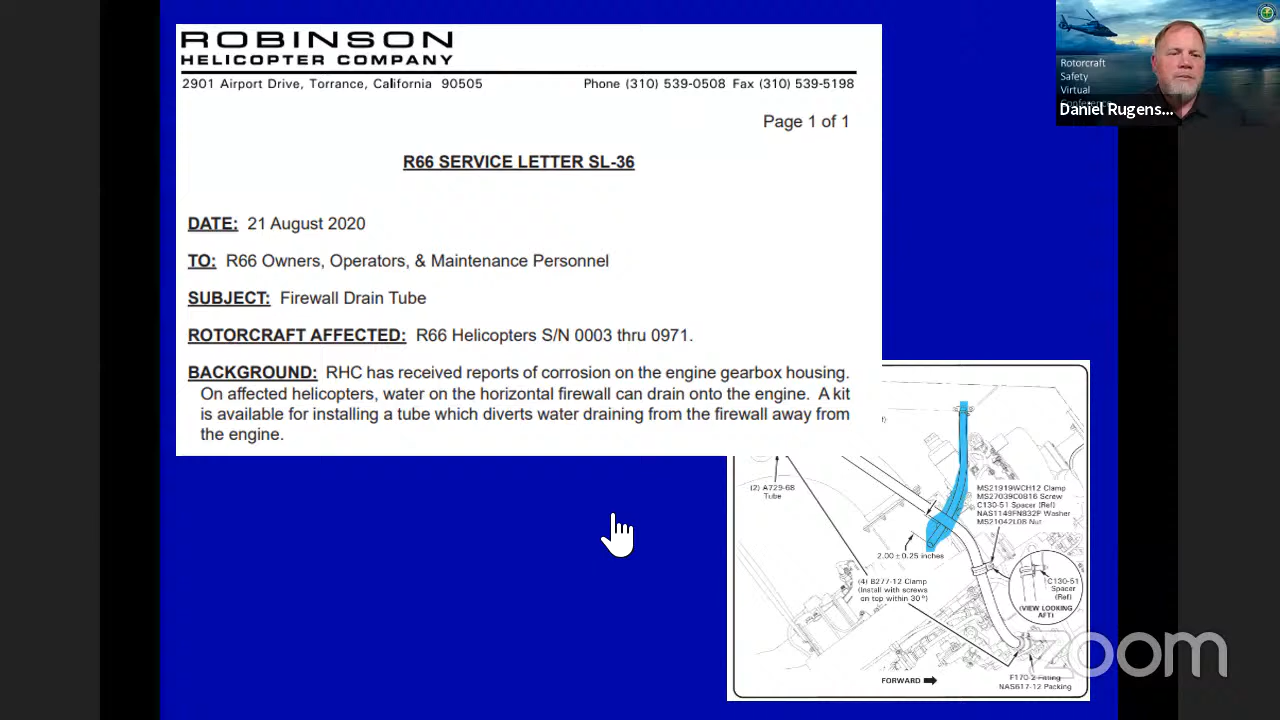 ROBINSON
HELICOPTER COMPANY
2901 Airport Drive, Torrance, California 90505 Phone (310) 539-0508 Fax (310) 539-5198
Page 1 of 1
R66 SERVICE LETTER SL-36
DATE: 21 August 2020
TO: R66 Owners, Operators, & Maintenance Personnel
SUBJECT: Firewall Drain Tube
ROTORCRAFT AFFECTED: R66 Helicopters S/N 0003 thru 0971.
BACKGROUND: RHC has received reports of corrosion on the engine gearbox housing.
On affected helicopters, water on the horizontal firewall can drain onto the engine. A kit
is available for installing a tube which diverts water draining from the firewall away from
the engine.
Rotorcraft
Safety
Virtual
Daniel Rugens...
(2) A729-68
Tube
MS21919WCH12 Clamp
MS27039C0816 Screw
C130-51 Spacer (Ref)
NAS1149FN832P Washer
MS21042L08 Nut
2.00 ± 0.25 inches
(4) B277-12 Clamp
(Install with screws
on top within 30°)
C130-51
Spacer
(Ref)
(VIEW LOOKING
AFT)
FORWARD
F170-2 Fitting
NAS617-12 Packing
zoom